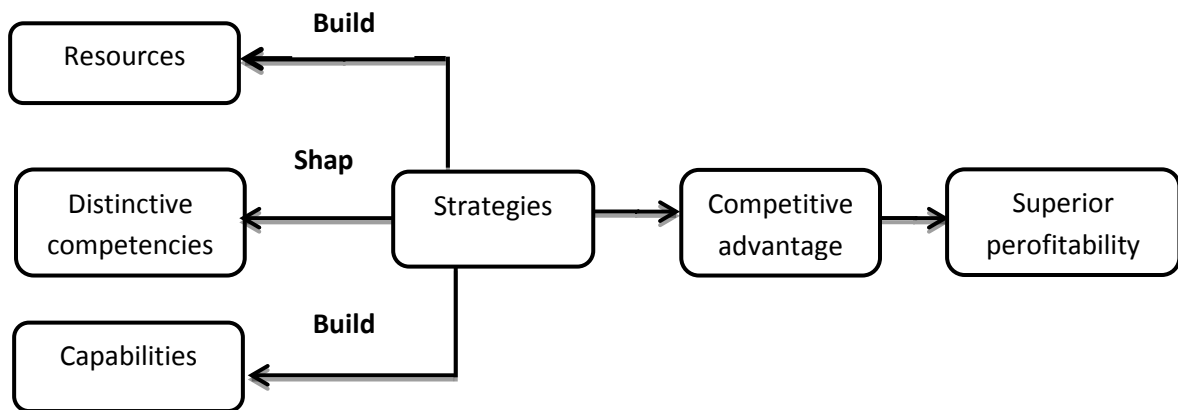 Build
Resources
Shap
Distinctive
competencies
Strategies
Competitive
advantage
Superior
perofitability
Build
Capabilities